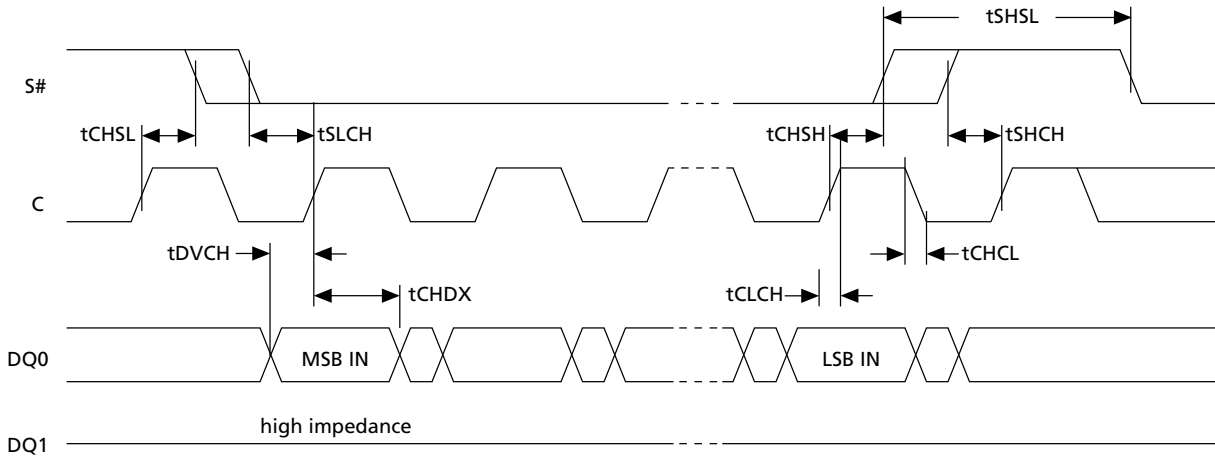 tSHSL
S#
tCHSL
tSLCH
tCHSH
tSHCH
C
tDVCH
tCHCL
tCHDX
tCLCH
DQ0
MSB IN
LSB IN
high impedance
DQ1